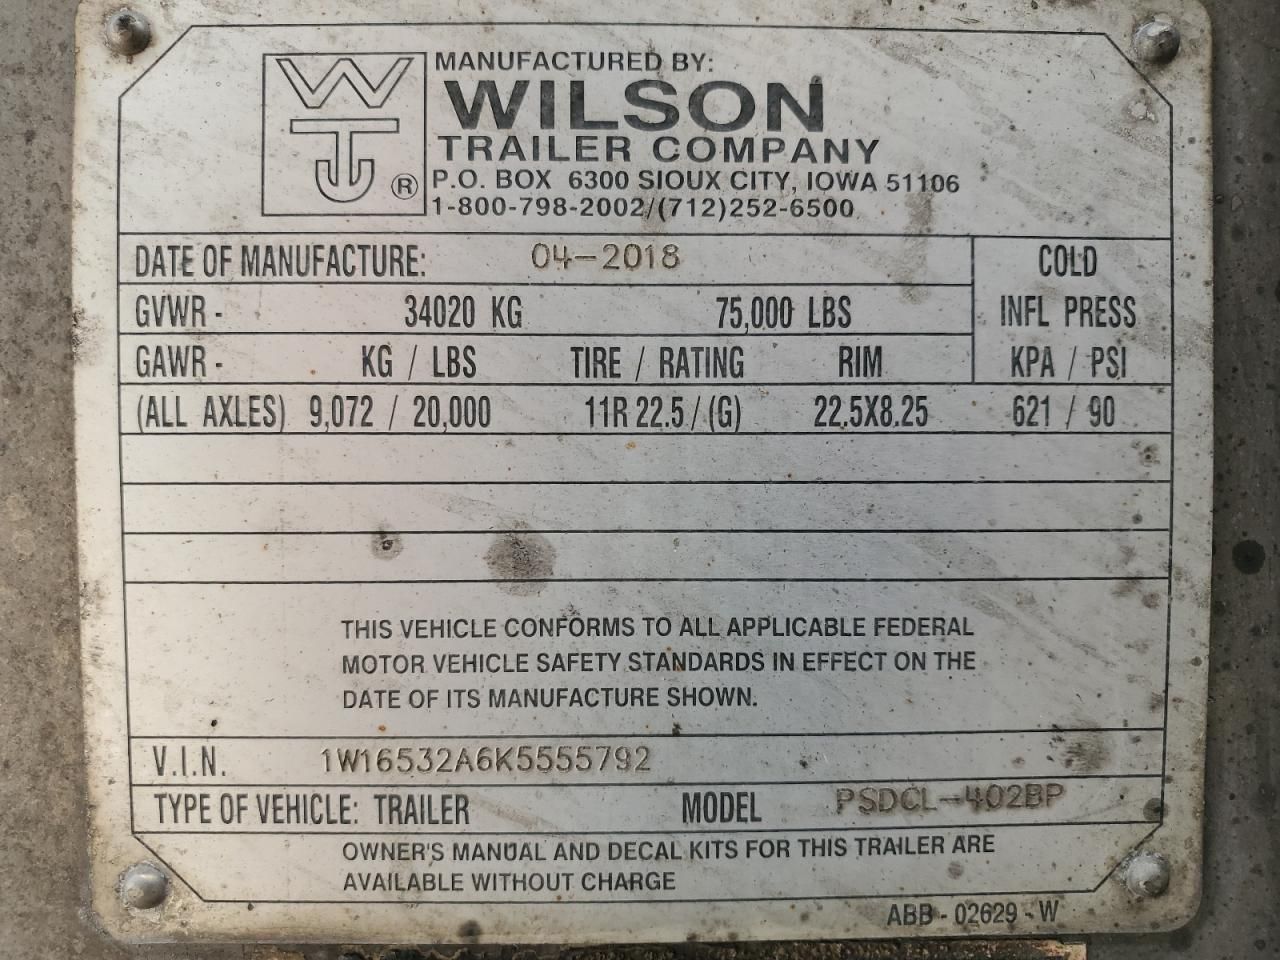 MANUFACTURED BY:
WILSON
TRAILER COMPANY
P.O. BOX 6300 SIOUX CITY, IOWA 51106
1-800-798-2002/(712)252-6500
WTJ ®
DATE OF MANUFACTURE: 04-2018 COLD
GVWR - 34020 KG 75,000 LBS INFL PRESS
GAWR - KG / LBS TIRE / RATING RIM KPA / PSI
(ALL AXLES) 9,072 / 20,000 11R 22.5 / (G) 22.5X8.25 621 / 90
THIS VEHICLE CONFORMS TO ALL APPLICABLE FEDERAL
MOTOR VEHICLE SAFETY STANDARDS IN EFFECT ON THE
DATE OF ITS MANUFACTURE SHOWN.
V.I.N. 1W16532A6K5555792
TYPE OF VEHICLE: TRAILER MODEL PSDCL-402BP
OWNER'S MANUAL AND DECAL KITS FOR THIS TRAILER ARE
AVAILABLE WITHOUT CHARGE
ABB - 02629 - W